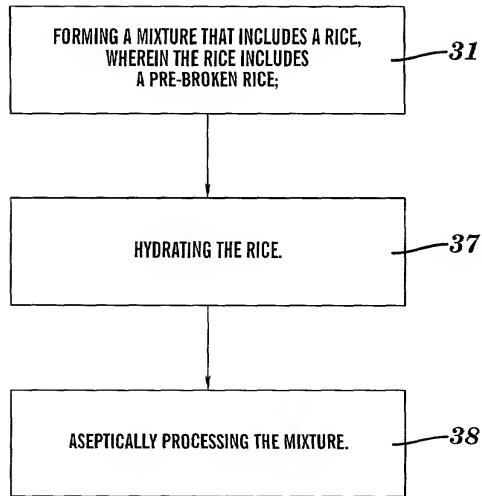 FORMING A MIXTURE THAT INCLUDES A RICE,
WHEREIN THE RICE INCLUDES
A PRE-BROKEN RICE;
31
HYDRATING THE RICE.
37
ASEPTICALLY PROCESSING THE MIXTURE.
38